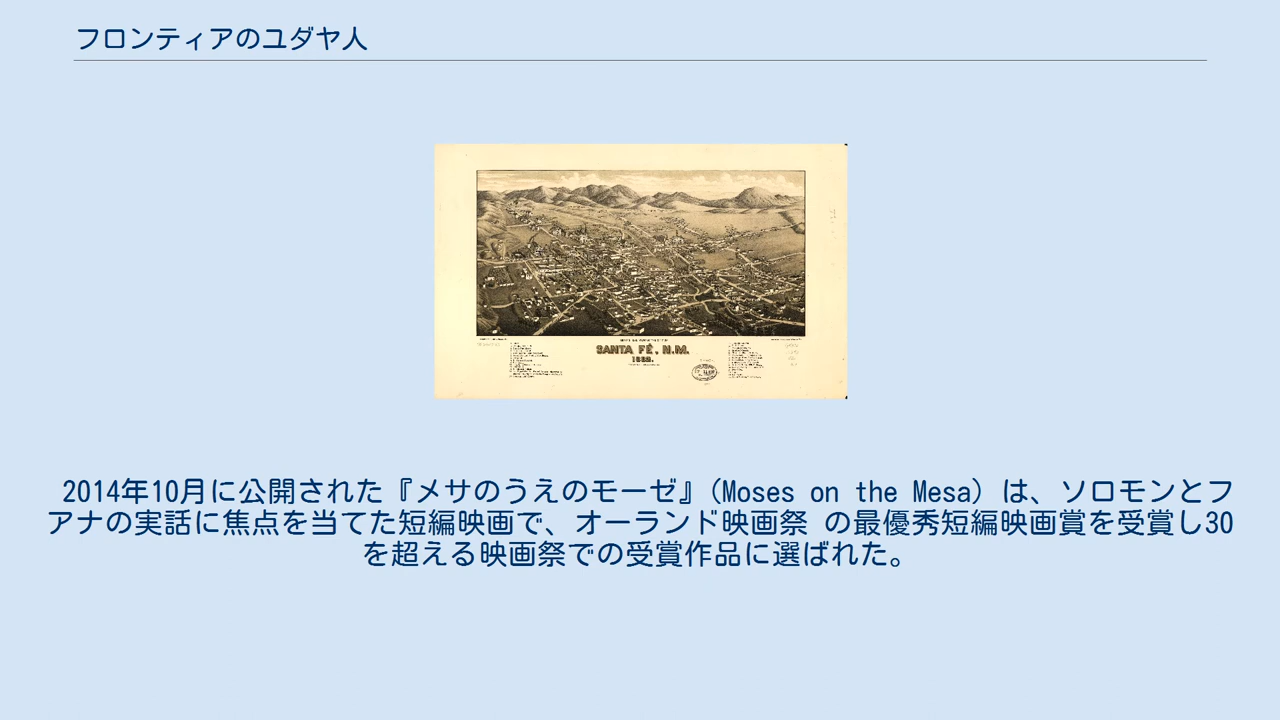 フロンティアのユダヤ人
SANTA FÉ, N.M.
1882.
2014年10月に公開された『メサのうえのモーゼ』(Moses on the Mesa) は、ソロモンとフ
アナの実話に焦点を当てた短編映画で、オーランド映画祭 の最優秀短編映画賞を受賞し30
を超える映画祭での受賞作品に選ばれた。